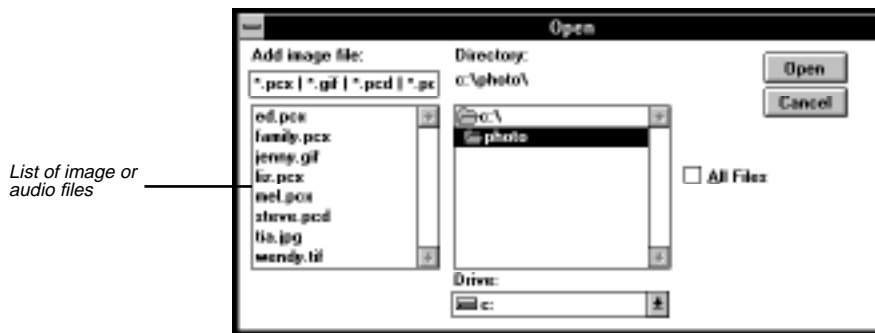 Open
Add image file:
*.pcx | *.gif | *.pcd | *.pc
ed.pcx
family.pcx
jenny.gif
liz.pcx
mel.pcx
steve.pcd
tia.jpg
wendy.tif
Directory:
c:\photo\
c:\
photo
Drive:
c:
Open
Cancel
All Files
List of image or
audio files